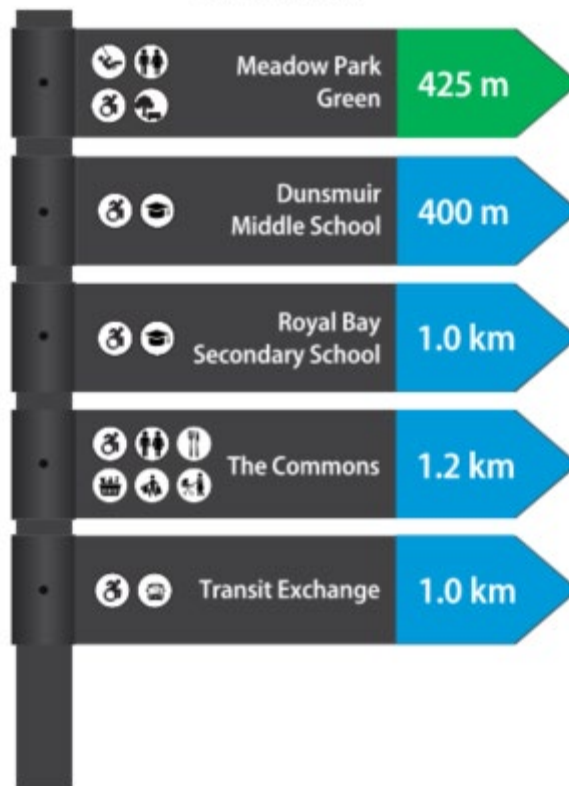 Meadow Park
Green
425 m
Dunsmuir
Middle School
400 m
Royal Bay
Secondary School
1.0 km
The Commons
1.2 km
Transit Exchange
1.0 km